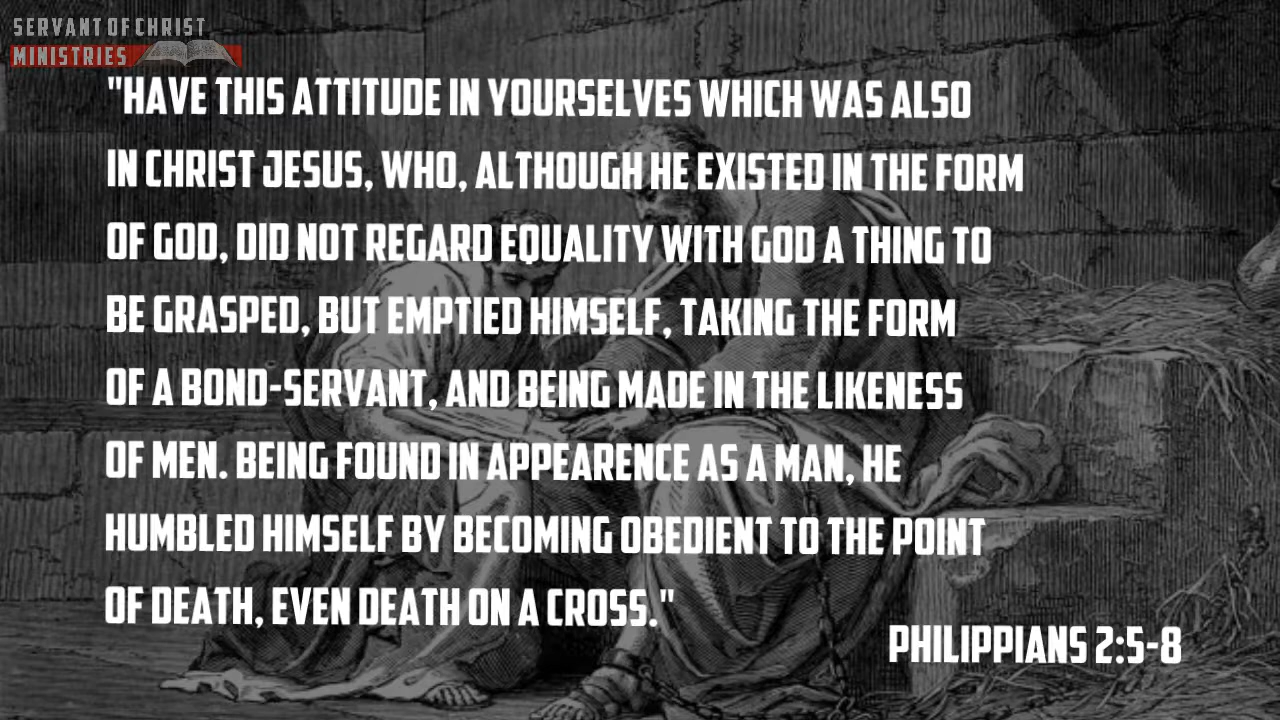 SERVANT OF CHRIST
MINISTRIES
"HAVE THIS ATTITUDE IN YOURSELVES WHICH WAS ALSO
IN CHRIST JESUS, WHO, ALTHOUGH HE EXISTED IN THE FORM
OF GOD, DID NOT REGARD EQUALITY WITH GOD A THING TO
BE GRASPED, BUT EMPTIED HIMSELF, TAKING THE FORM
OF A BOND-SERVANT, AND BEING MADE IN THE LIKENESS
OF MEN. BEING FOUND IN APPEARENCE AS A MAN, HE
HUMBLED HIMSELF BY BECOMING OBEDIENT TO THE POINT
OF DEATH, EVEN DEATH ON A CROSS."
PHILIPPIANS 2:5-8